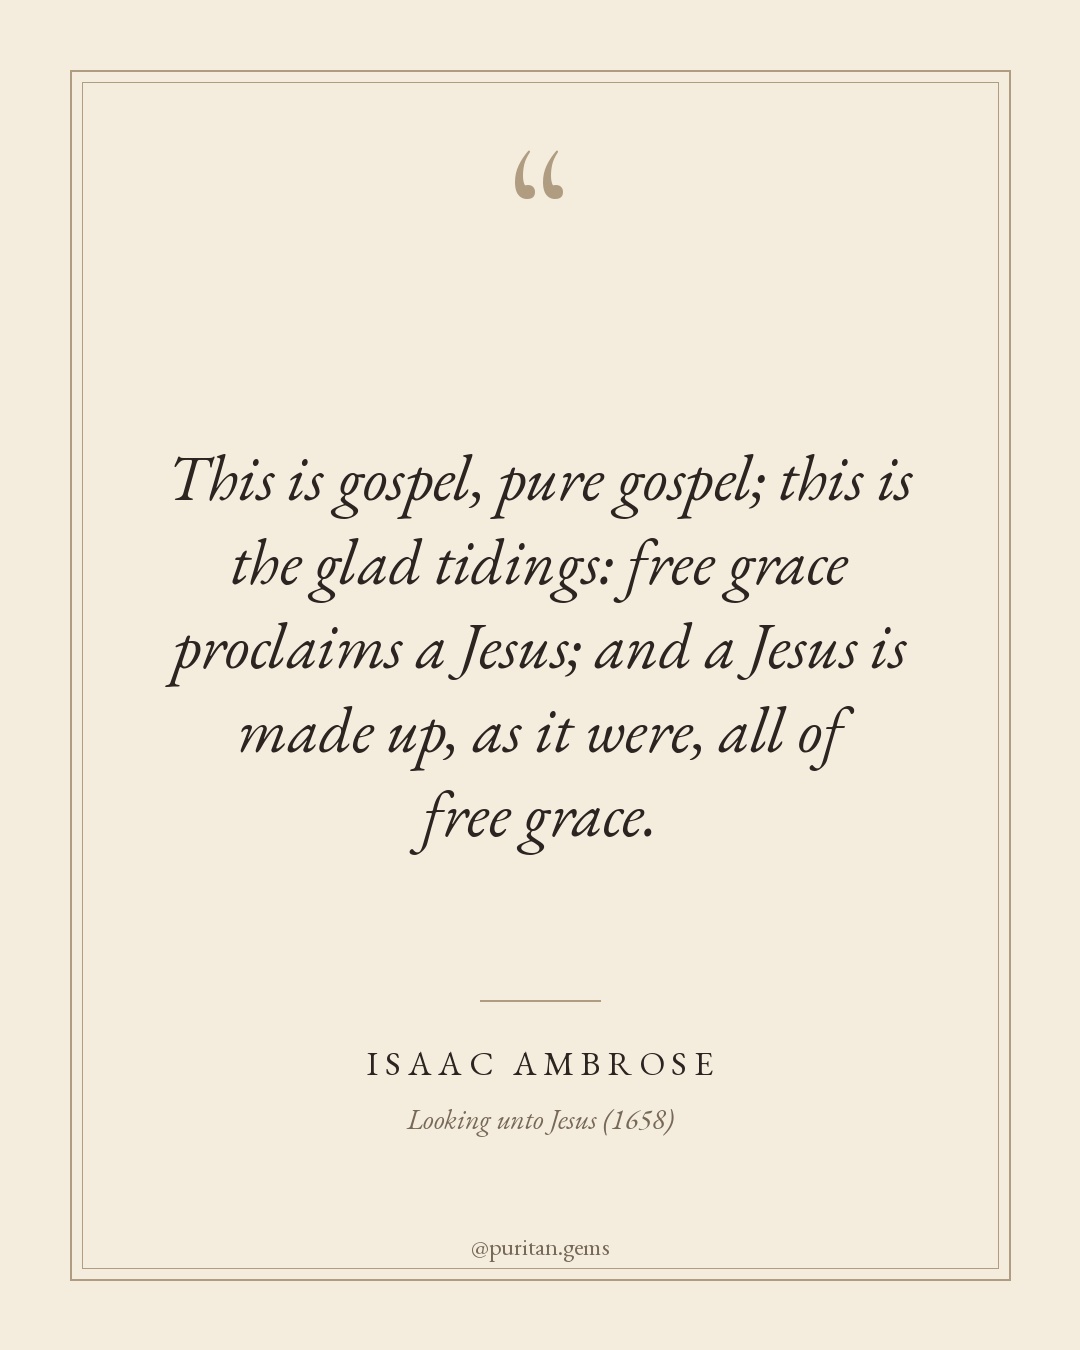 “
This is gospel, pure gospel; this is
the glad tidings: free grace
proclaims a Jesus; and a Jesus is
made up, as it were, all of
free grace.
ISAAC AMBROSE
Looking unto Jesus (1658)
@puritan.gems